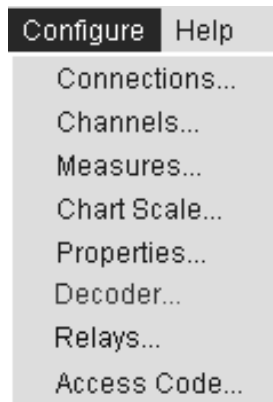 Configure Help
Connections...
Channels...
Measures...
Chart Scale...
Properties...
Decoder...
Relays...
Access Code...